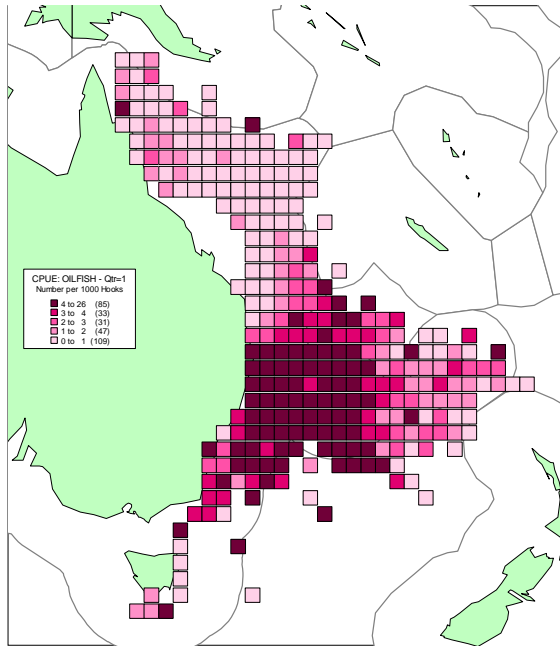 CPUE: OILFISH - Qtr=1
Number per 1000 Hooks
4 to 26 (85)
3 to 4 (33)
2 to 3 (31)
1 to 2 (47)
0 to 1 (109)